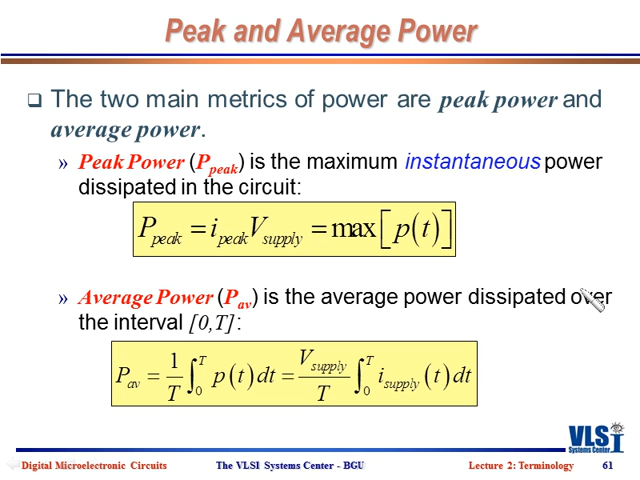 Peak and Average Power
The two main metrics of power are peak power and
average power.
» Peak Power (P_peak) is the maximum instantaneous power
dissipated in the circuit:
P_peak = i_peak V_supply = max[p(t)]
» Average Power (P_av) is the average power dissipated over
the interval [0,T]:
P_av = 1/T ∫_0^T p(t)dt = V_supply/T ∫_0^T i_supply(t)dt
VLSI
Systems Center
Digital Microelectronic Circuits The VLSI Systems Center - BGU Lecture 2: Terminology 61